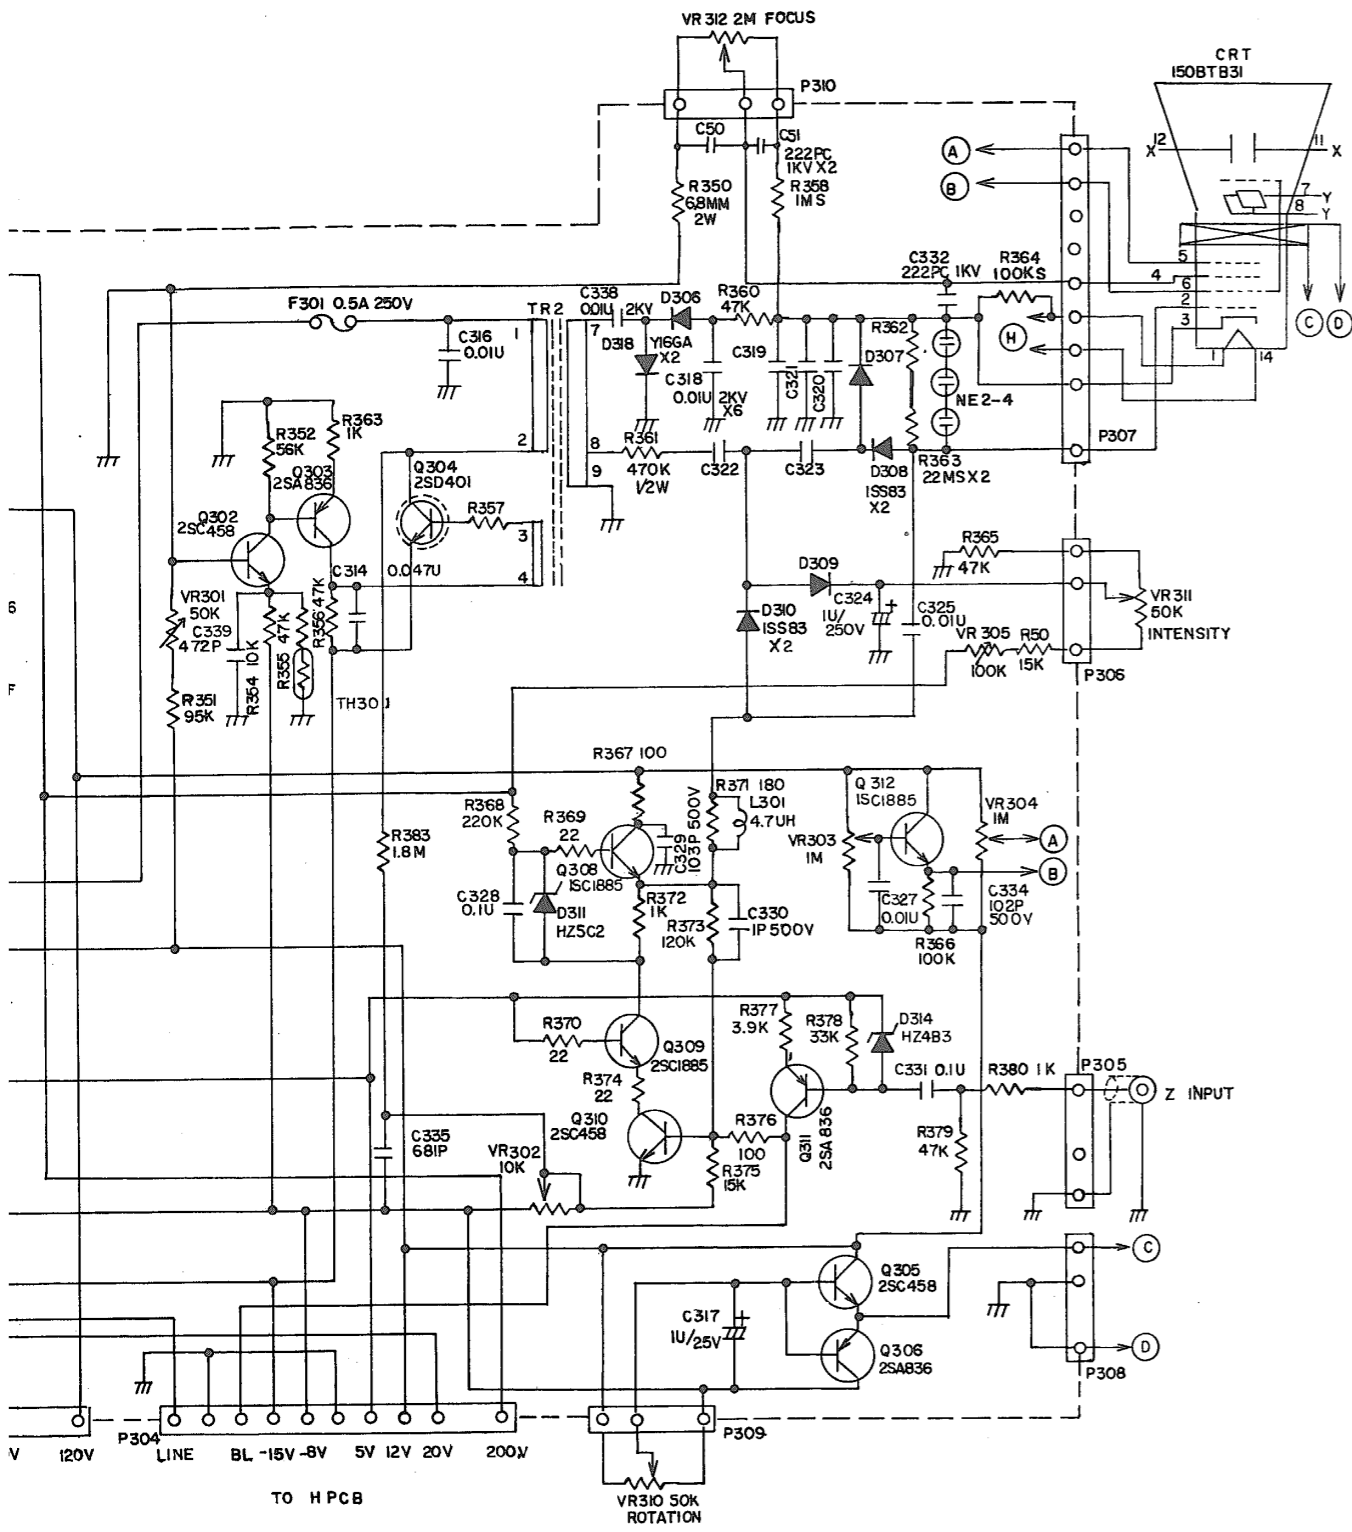 VR312 2M FOCUS
CRT
150BTB31
P310
C50
C51
222PC
1KV X2
12
X
11
X
A
B
R350
6.8MM
2W
R358
1MS
7
Y
8
Y
C332
222PC 1KV
R364
100KS
5
4
6
2
3
1
14
C
D
H
F301 0.5A 250V
TR2
C338
0.01U
2KV
D306
R360
47K
1
7
D318
Y16GA
X2
C316
0.01U
C318
0.01U 2KV
X6
C319
C321
C320
D307
R362
NE2-4
R352
56K
R363
1K
2
8
9
R361
470K
1/2W
C322
C323
D308
1SS83
X2
R363
22MS X2
P307
Q303
2SA836
Q304
2SD401
R357
Q302
2SC458
3
4
R365
47K
0.047U
C314
D309
C324
1U/
250V
C325
0.01U
VR311
50K
INTENSITY
VR301
50K
C339
472P
R354 10K
47K
R355
R356 47K
TH301
D310
1SS83
X2
VR305
100K
R50
15K
P306
6
F
R351
95K
R367 100
R371 180
L301
4.7UH
Q312
1SC1885
VR304
1M
R368
220K
R369
22
C329
103P 500V
VR303
1M
A
R383
1.8M
Q308
1SC1885
B
C328
0.1U
D311
HZ5C2
R372
1K
R373
120K
C330
1P 500V
C327
0.01U
C334
102P
500V
R366
100K
R377
3.9K
R378
33K
D314
HZ4B3
R370
22
Q309
2SC1885
C331 0.1U
R380 1K
P305
Z INPUT
R374
22
Q310
2SC458
R376
100
Q311
2SA836
R379
47K
C335
681P
VR302
10K
R375
15K
C
Q305
2SC458
C317
1U/25V
Q306
2SA836
D
P308
P304
P309
V
120V
LINE
BL
-15V
-8V
5V
12V
20V
200V
TO H PCB
VR310 50K
ROTATION